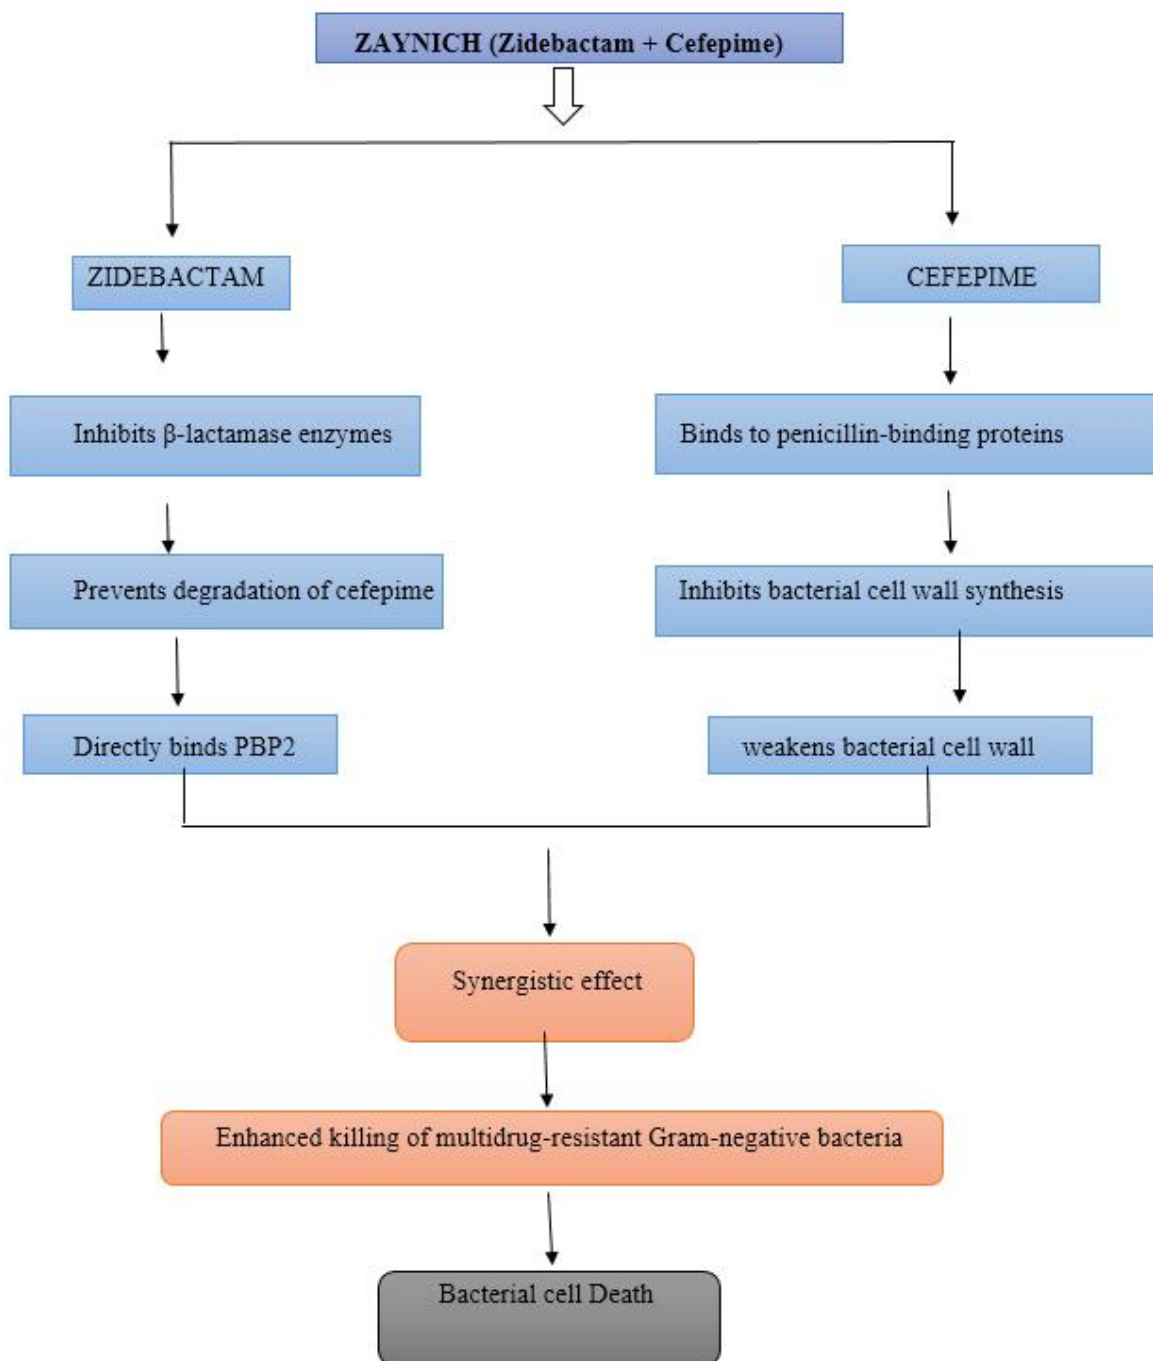 ZAYNICH (Zidebactam + Cefepime)
ZIDEBACTAM
CEFEPIME
Inhibits β-lactamase enzymes
Binds to penicillin-binding proteins
Prevents degradation of cefepime
Inhibits bacterial cell wall synthesis
Directly binds PBP2
weakens bacterial cell wall
Synergistic effect
Enhanced killing of multidrug-resistant Gram-negative bacteria
Bacterial cell Death